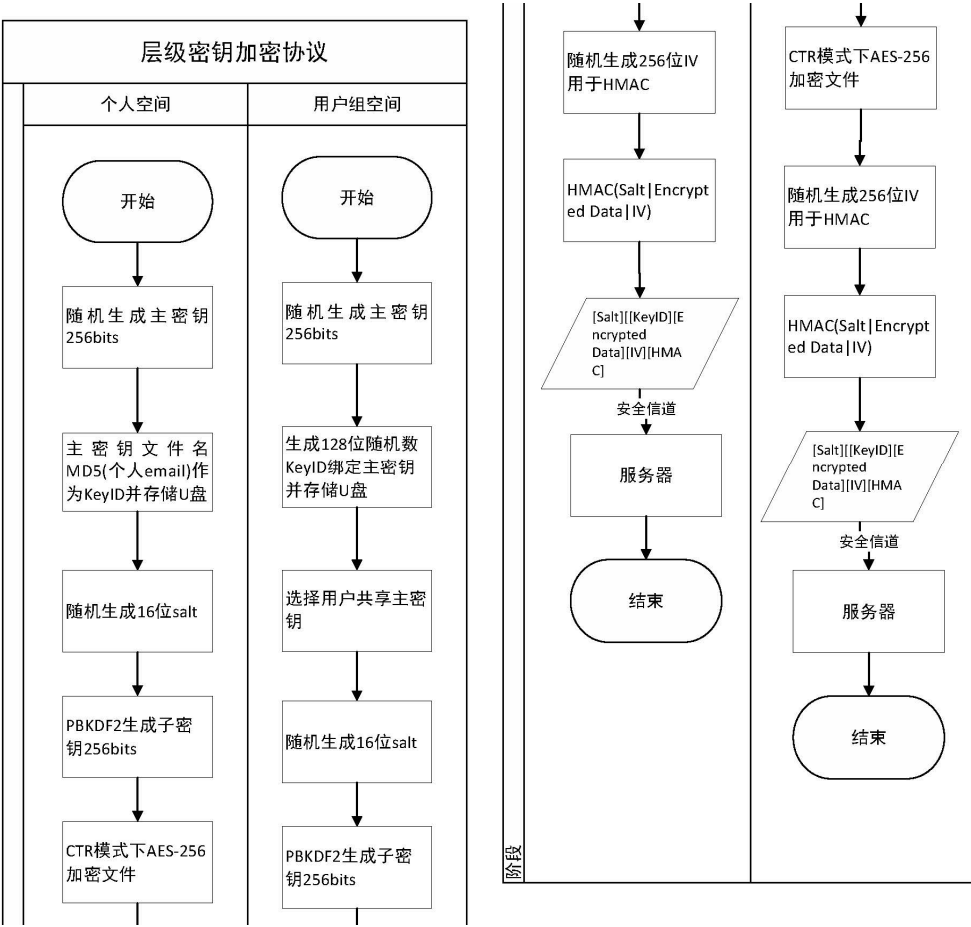 层级密钥加密协议
个人空间
用户组空间
开始
随机生成主密钥
256bits
主密钥文件名
MD5(个人email)作
为KeyID并存储U盘
随机生成16位salt
PBKDF2生成子密
钥256bits
CTR模式下AES-256
加密文件
开始
随机生成主密钥
256bits
生成128位随机数
KeyID绑定主密钥
并存储U盘
选择用户共享主密
钥
随机生成16位salt
PBKDF2生成子密
钥256bits
随机生成256位IV
用于HMAC
HMAC(Salt|Encrypt
ed Data|IV)
[Salt][[KeyID][E
ncrypted
Data][IV][HMA
C]
安全信道
服务器
结束
CTR模式下AES-256
加密文件
随机生成256位IV
用于HMAC
HMAC(Salt|Encrypt
ed Data|IV)
[Salt][[KeyID][E
ncrypted
Data][IV][HMA
C]
安全信道
服务器
结束
阶段